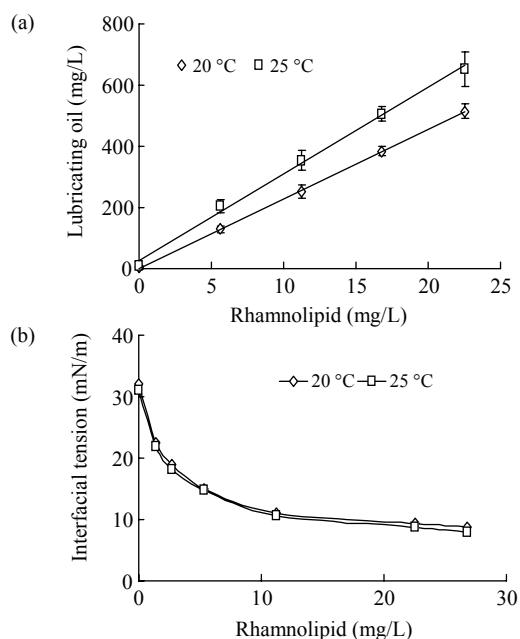 (a)
Lubricating oil (mg/L)
800
600
400
200
0
20 °C 25 °C
0 5 10 15 20 25
Rhamnolipid (mg/L)
(b)
Interfacial tension (mN/m)
40
30
20
10
0
20 °C 25 °C
0 10 20 30
Rhamnolipid (mg/L)